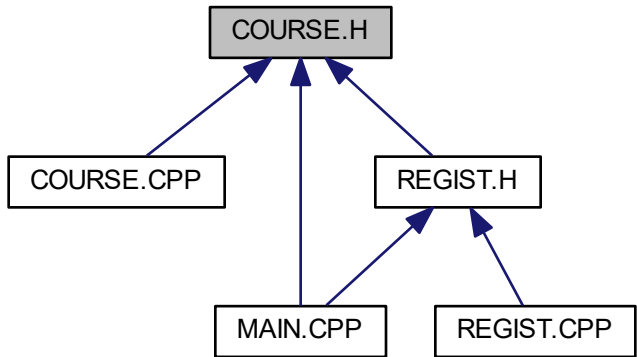 COURSE.H
COURSE.CPP
REGIST.H
MAIN.CPP
REGIST.CPP